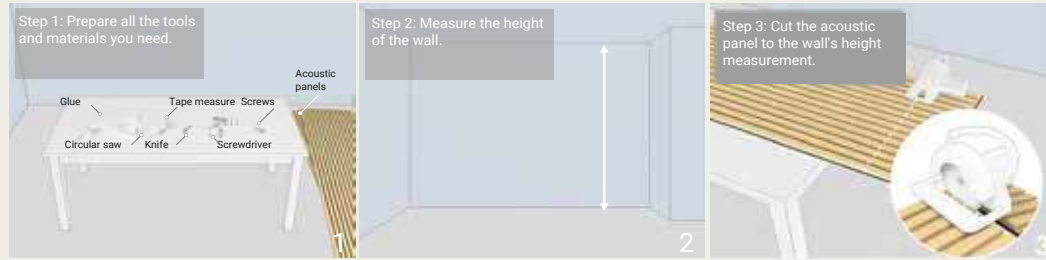 Step 1: Prepare all the tools
and materials you need.
Acoustic
panels
Glue
Tape measure
Screws
Circular saw
Knife
Screwdriver
1
Step 2: Measure the height
of the wall.
2
Step 3: Cut the acoustic
panel to the wall's height
measurement.
3